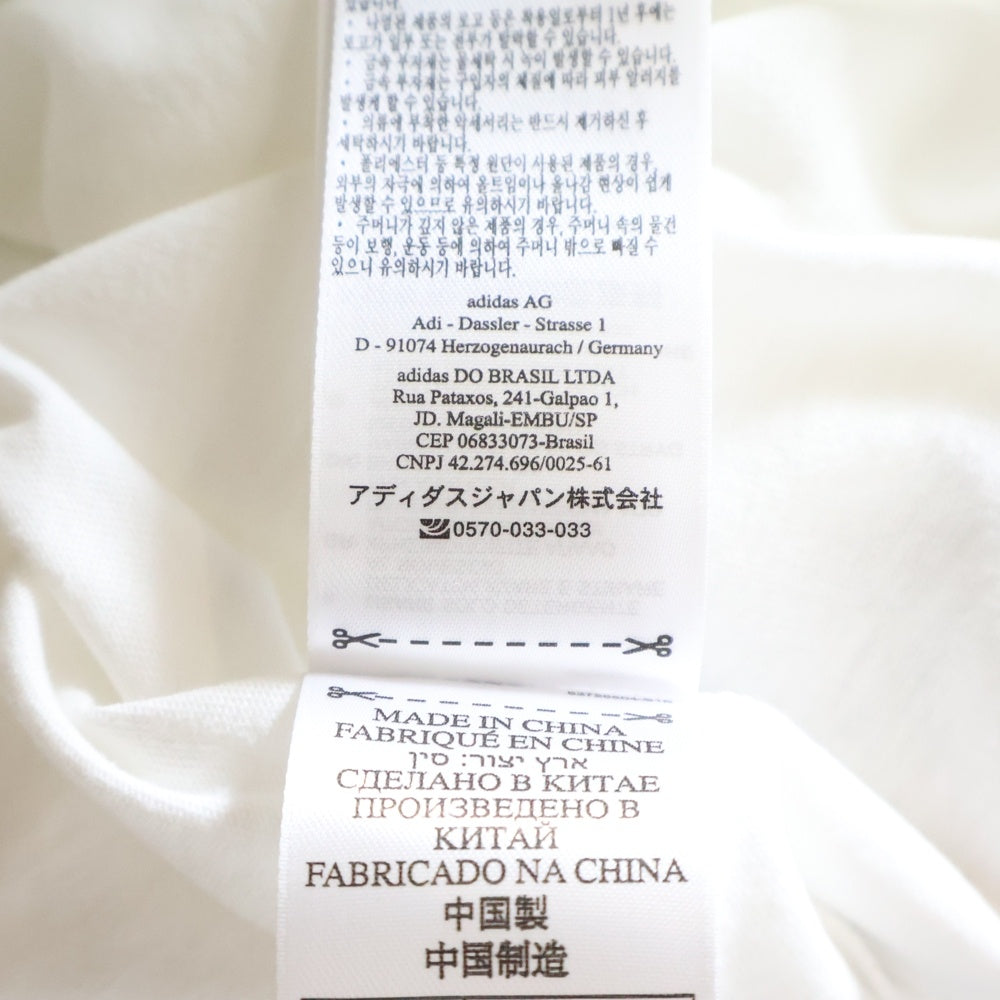 • 나염된 제품의 보고 등은 착용일로부터 1년 후에는
보고가 일부 또는 전부가 탈락할 수 있습니다.
• 금속 부자재는 물세탁 시 녹이 발생할 수 있습니다.
• 금속 부자재는 구입자의 체질에 따라 피부 알러지를
발생케 할 수 있습니다.
• 의류에 부착한 악세서리는 반드시 제거하신 후
세탁하시기 바랍니다.
• 폴리에스터 등 특정 원단이 사용된 제품의 경우,
외부의 자극에 의하여 올트임이나 올나감 현상이 쉽게
발생할 수 있으므로 유의하시기 바랍니다.
• 주머니가 깊지 않은 제품의 경우, 주머니 속의 물건
등이 보행, 운동 등에 의하여 주머니 밖으로 빠질 수
있으니 유의하시기 바랍니다.
adidas AG
Adi - Dassler - Strasse 1
D - 91074 Herzogenaurach / Germany
adidas DO BRASIL LTDA
Rua Pataxos, 241-Galpao 1,
JD. Magali-EMBU/SP
CEP 06833073-Brasil
CNPJ 42.274.696/0025-61
アディダスジャパン株式会社
0570-033-033
MADE IN CHINA
FABRIQUÉ EN CHINE
ארץ יצור: סין
СДЕЛАНО В КИТАЕ
ПРОИЗВЕДЕНО В
КИТАЙ
FABRICADO NA CHINA
中国製
中国制造